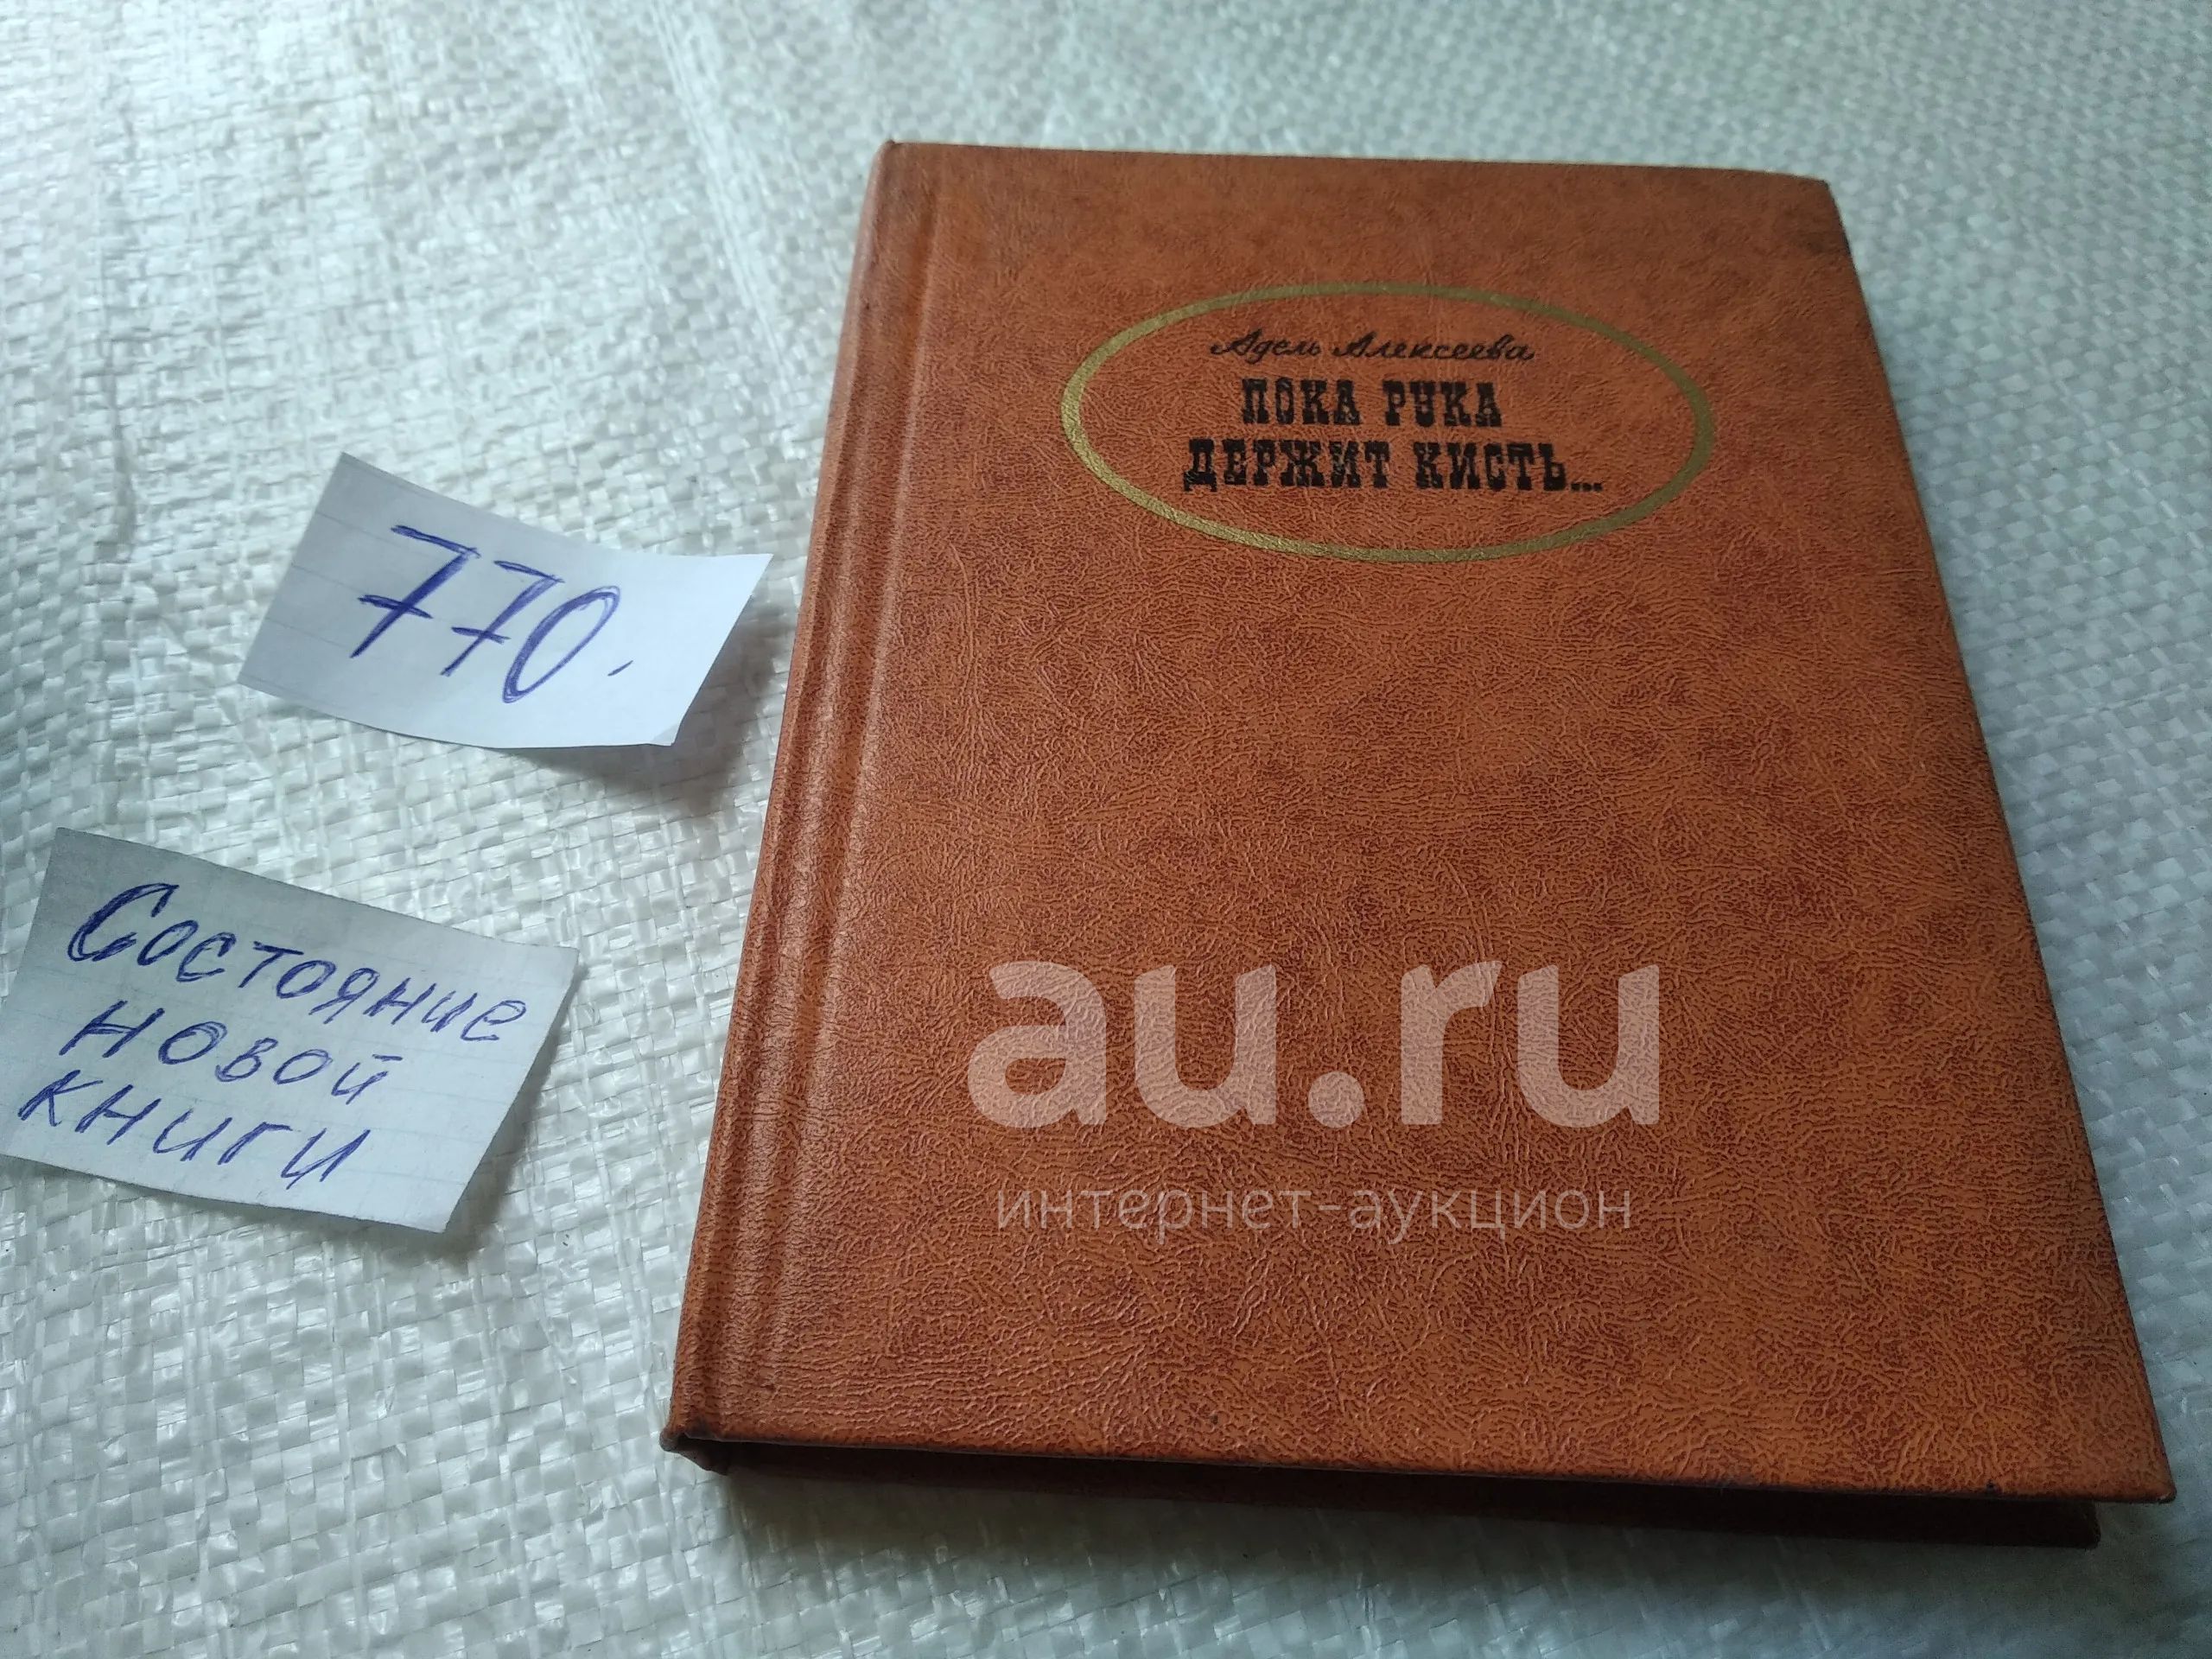 Адель Алексеева
ПОКА РУКА
ДЕРЖИТ КИСТЬ...
770.
Состояние
новой
книги
au.ru
интернет-аукцион